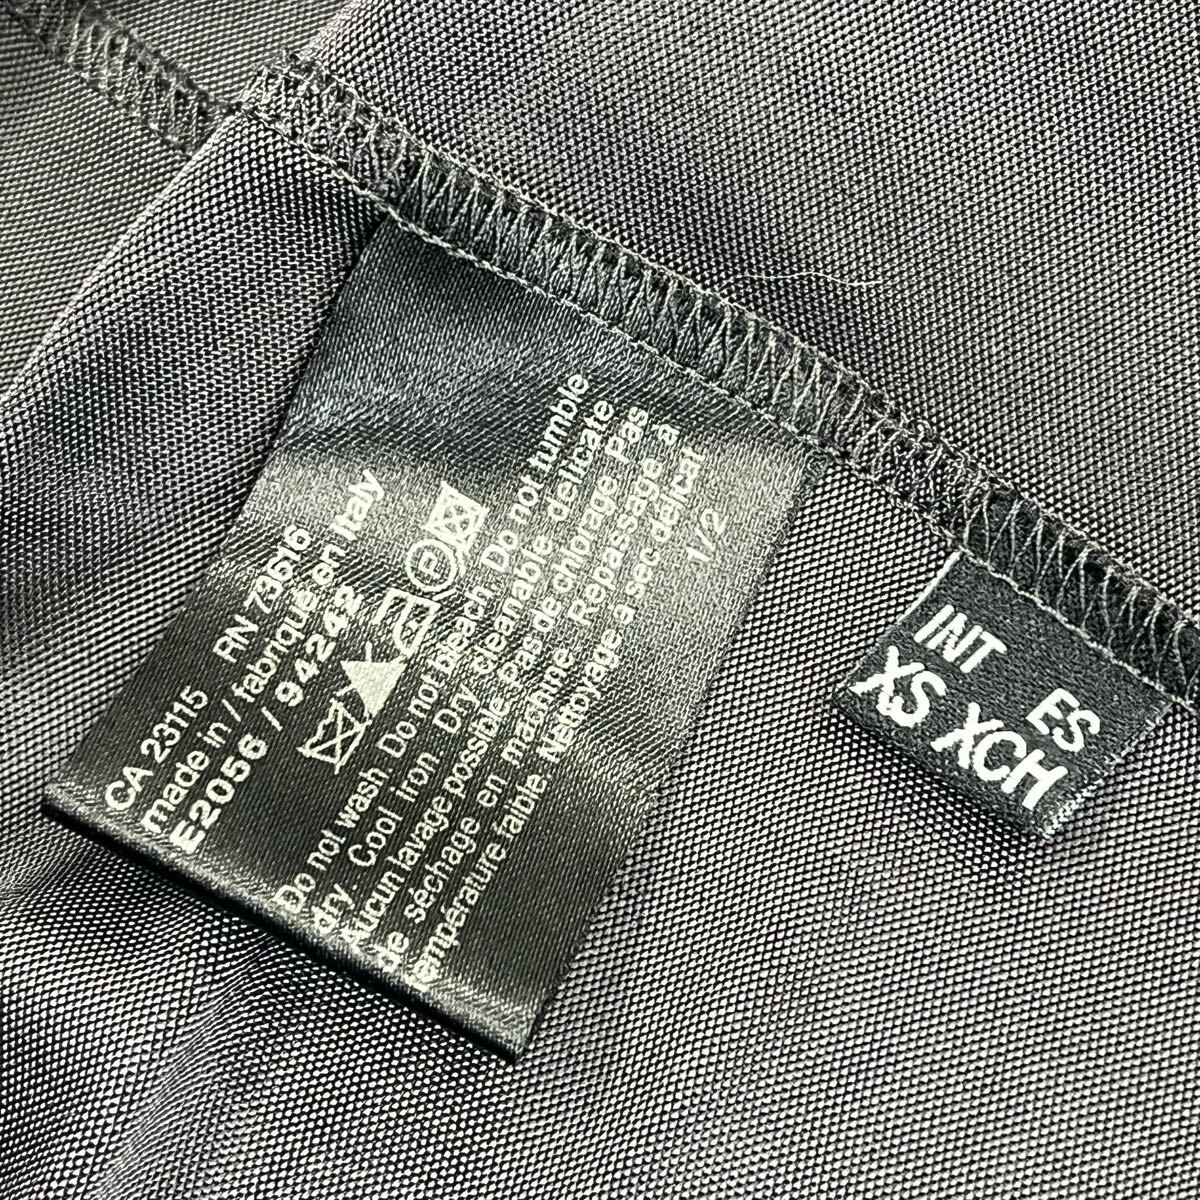 CA 23115 RN 73616
made in / fabriqué en Italy
E2056 / 94242
Do not wash Do not bleach Do not tumble
dry. Cool iron. Dry cleanable, delicate
Aucun lavage possible. Pas de chlorage. Pas
de séchage en machine. Repassage à
température faible. Nettoyage à sec delicat
1/2
INT ES
XS XCH